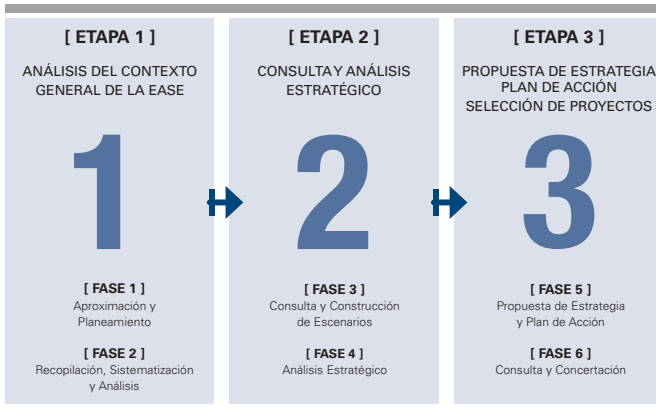 [ ETAPA 1 ]
ANÁLISIS DEL CONTEXTO
GENERAL DE LA EASE
1
[ FASE 1 ]
Aproximación y
Planeamiento
[ FASE 2 ]
Recopilación, Sistematización
y Análisis
[ ETAPA 2 ]
CONSULTA Y ANÁLISIS
ESTRATÉGICO
2
[ FASE 3 ]
Consulta y Construcción
de Escenarios
[ FASE 4 ]
Análisis Estratégico
[ ETAPA 3 ]
PROPUESTA DE ESTRATEGIA
PLAN DE ACCIÓN
SELECCIÓN DE PROYECTOS
3
[ FASE 5 ]
Propuesta de Estrategia
y Plan de Acción
[ FASE 6 ]
Consulta y Concertación